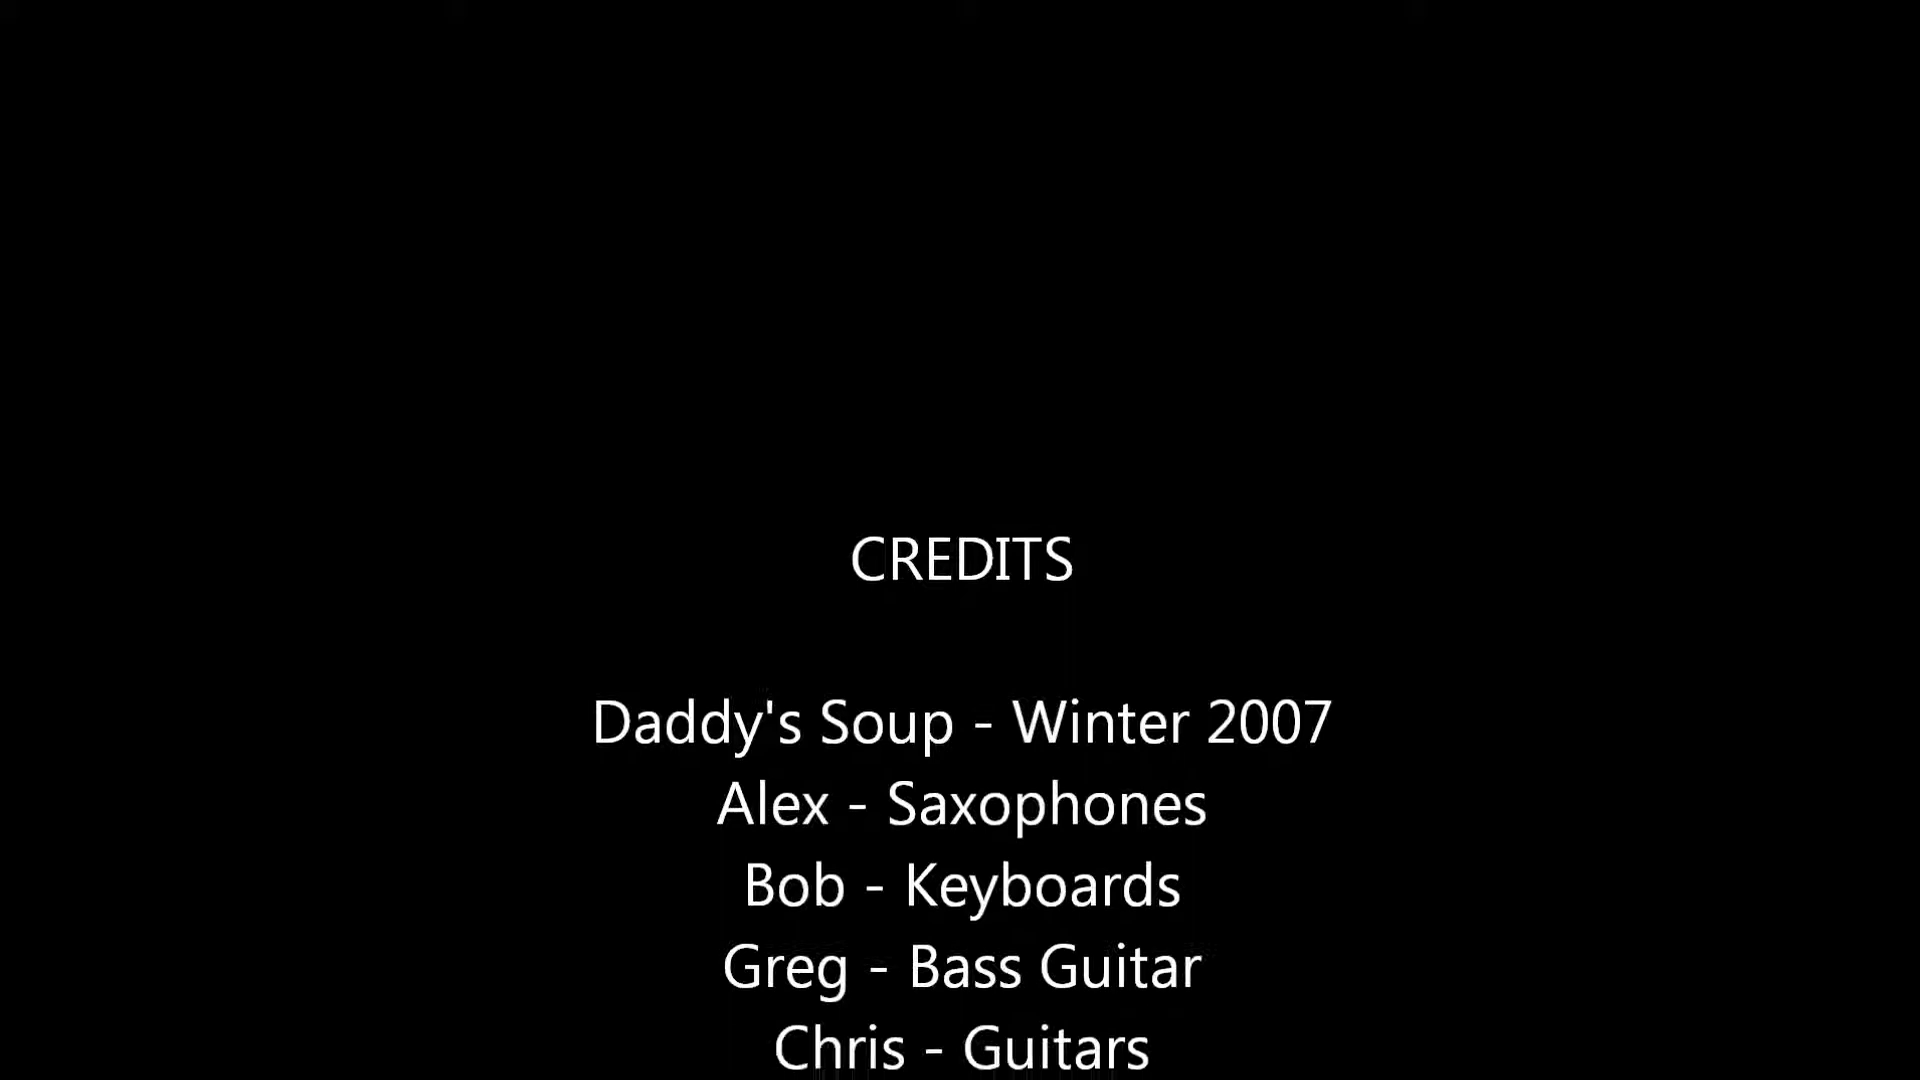 CREDITS
Daddy's Soup - Winter 2007
Alex - Saxophones
Bob - Keyboards
Greg - Bass Guitar
Chris - Guitars